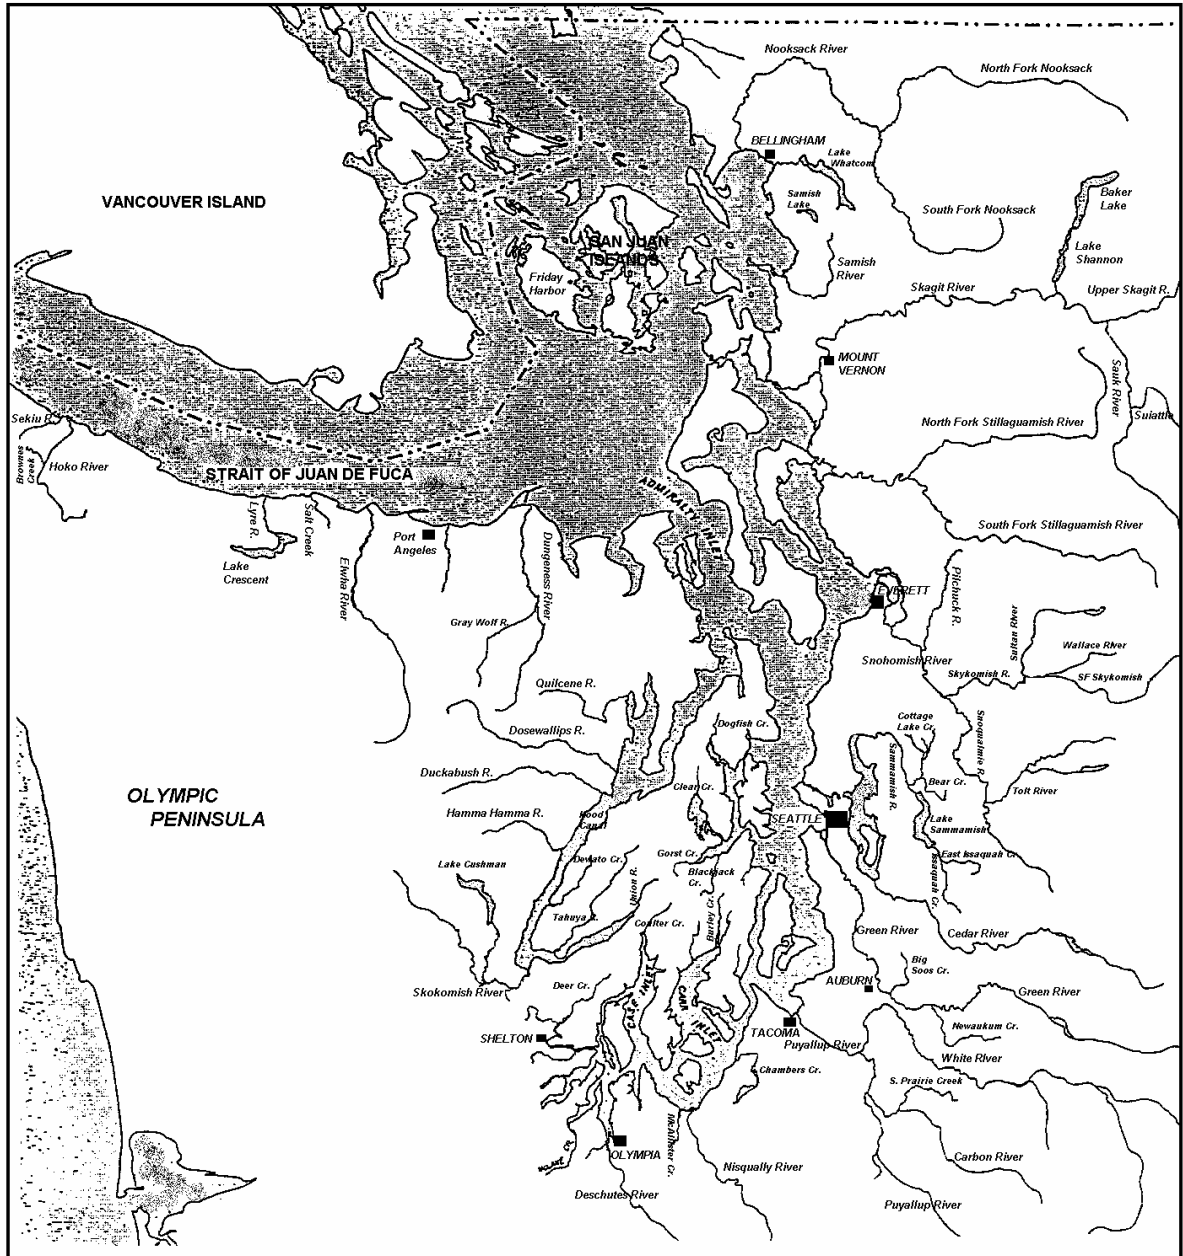 Nooksack River
North Fork Nooksack
BELLINGHAM
Lake
Whatcom
Baker
Lake
Samish
Lake
VANCOUVER ISLAND
South Fork Nooksack
SAN JUAN
ISLANDS
Lake
Shannon
Samish
River
Friday
Harbor
Skagit River
Upper Skagit R.
MOUNT
VERNON
Sauk River
Suiattle
Sekiu R.
North Fork Stillaguamish River
Brownes
Creek
Hoko River
STRAIT OF JUAN DE FUCA
ADMIRALTY INLET
Lyre R.
Salt Creek
South Fork Stillaguamish River
Port
Angeles
Elwha River
Dungeness River
Lake
Crescent
EVERETT
Pilchuck R.
Gray Wolf R.
Sultan River
Wallace River
Snohomish River
Skykomish R.
SF Skykomish
Quilcene R.
Dogfish Cr.
Cottage
Lake Cr.
Snoqualmie R.
Dosewallips R.
Sammamish R.
Duckabush R.
Clear Cr.
Bear Cr.
Tolt River
OLYMPIC
PENINSULA
Hamma Hamma R.
Hood
Canal
SEATTLE
Lake
Sammamish
Lake Cushman
Dewato Cr.
Gorst Cr.
East Issaquah Cr.
Issaquah Cr.
Blackjack
Cr.
Union R.
Tahuya R.
Coulter Cr.
Burley Cr.
Green River
Cedar River
Big
Soos Cr.
Skokomish River
Deer Cr.
CASE INLET
CARR INLET
AUBURN
Green River
SHELTON
TACOMA
Puyallup River
Newaukum Cr.
White River
Chambers Cr.
S. Prairie Creek
McAllister Cr.
OLYMPIA
Nisqually River
Carbon River
Deschutes River
Puyallup River